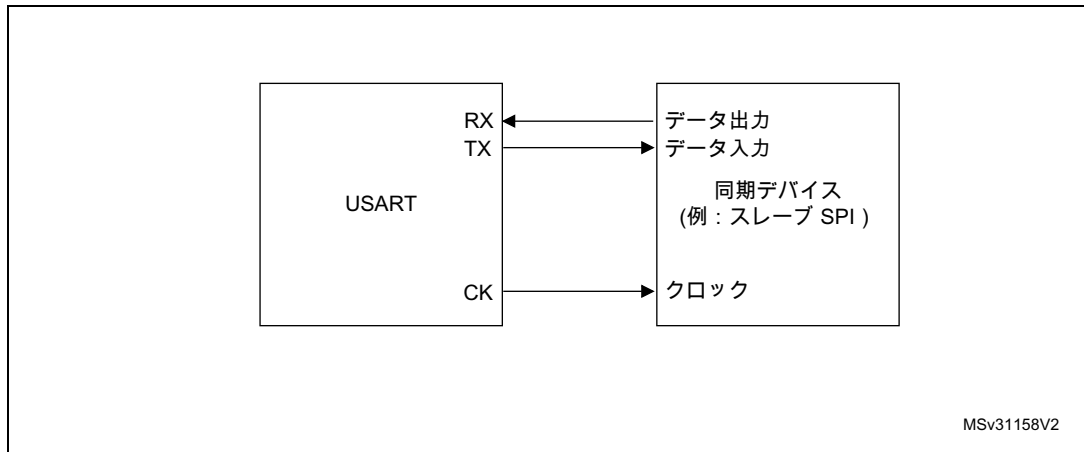 RX
データ出力
TX
データ入力
USART
同期デバイス
(例：スレーブ SPI )
CK
クロック
MSv31158V2